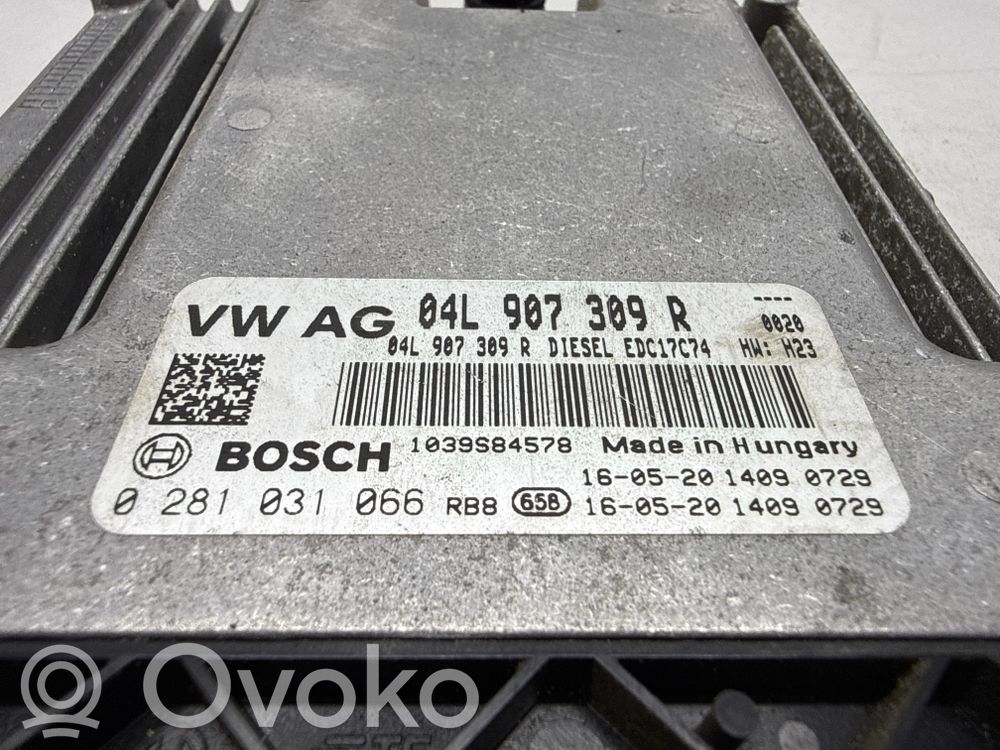 VW AG 04L 907 309 R ----
0020
04L 907 309 R DIESEL EDC17C74 HW: H23
BOSCH 1039S84578 Made in Hungary
16-05-20 1409 0729
0 281 031 066 RB8 658 16-05-20 1409 0729
Ovoko